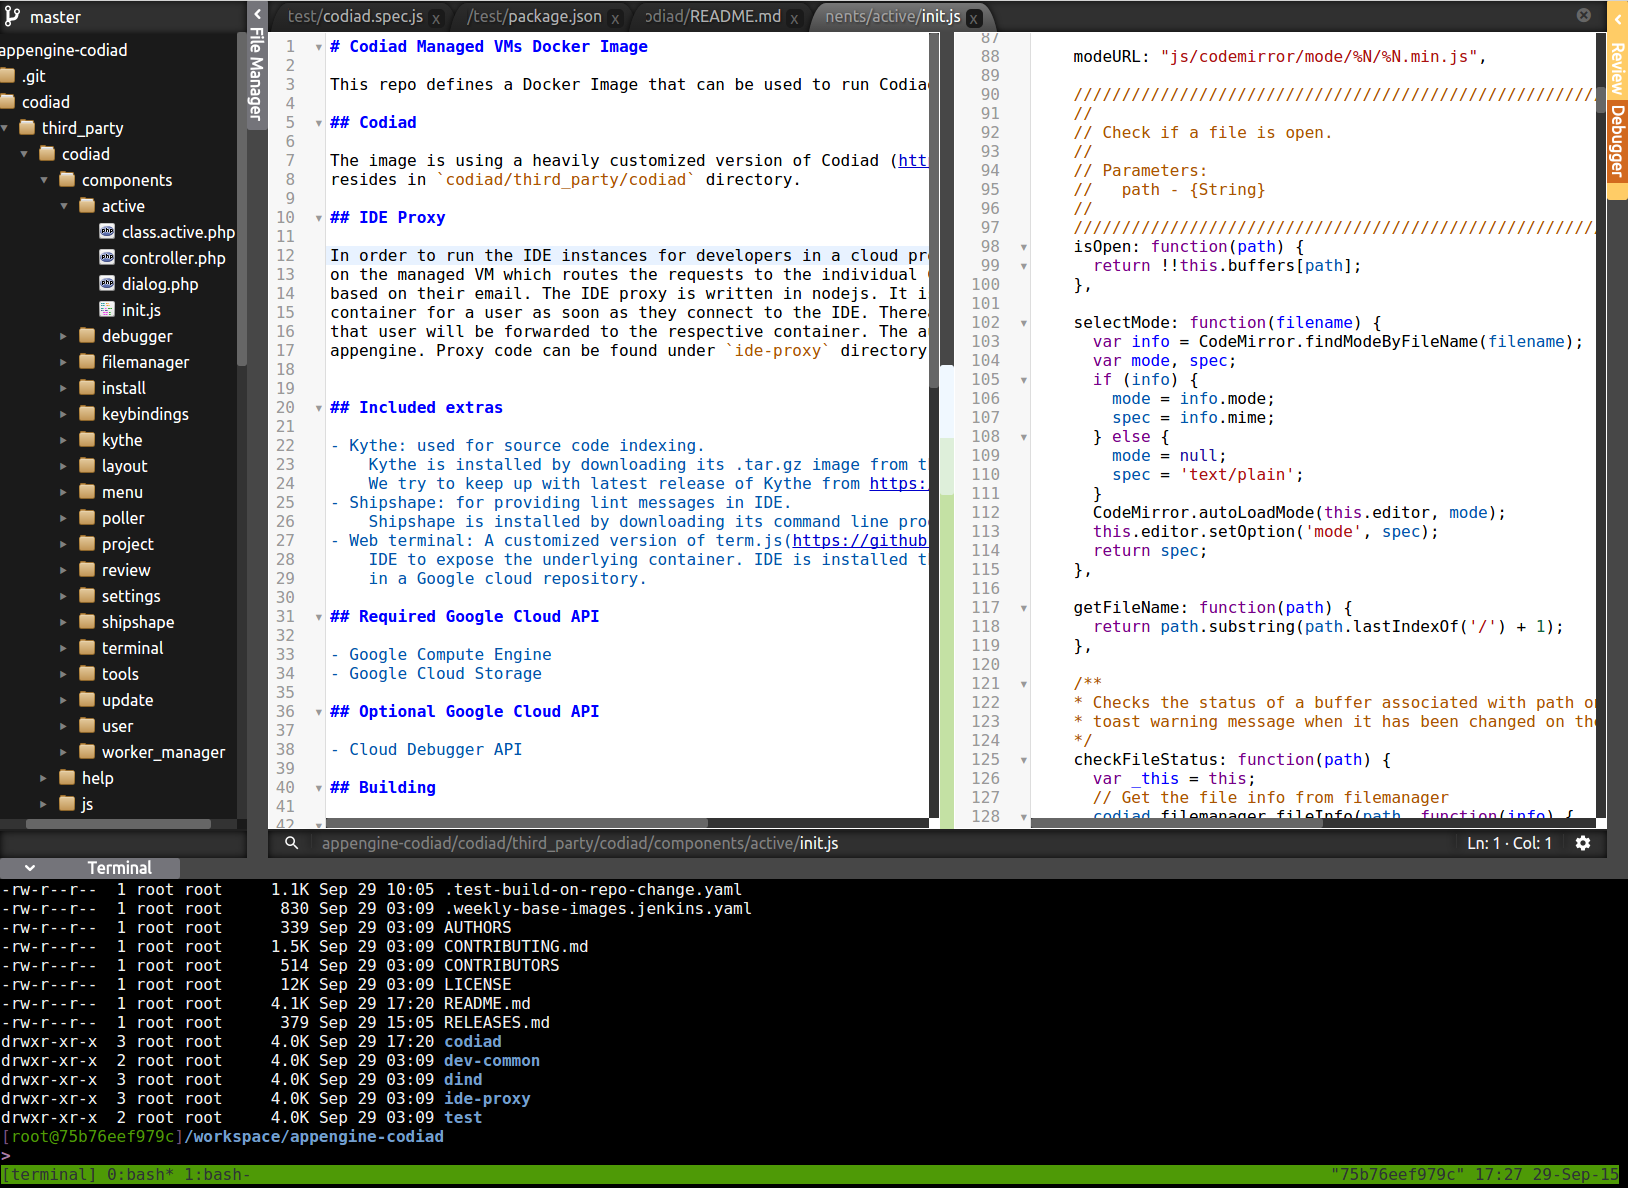 master
appengine-codiad
.git
codiad
third_party
codiad
components
active
class.active.php
controller.php
dialog.php
init.js
debugger
filemanager
install
keybindings
kythe
layout
menu
poller
project
review
settings
shipshape
terminal
tools
update
user
worker_manager
help
js
File Manager
test/codiad.spec.js x
/test/package.json x
odiad/README.md x
nents/active/init.js x
1 # Codiad Managed VMs Docker Image
2
3 This repo defines a Docker Image that can be used to run Codiad
4
5 ## Codiad
6
7 The image is using a heavily customized version of Codiad (htt
8 resides in `codiad/third_party/codiad` directory.
9
10 ## IDE Proxy
11
12 In order to run the IDE instances for developers in a cloud pr
13 on the managed VM which routes the requests to the individual
14 based on their email. The IDE proxy is written in nodejs. It i
15 container for a user as soon as they connect to the IDE. There
16 that user will be forwarded to the respective container. The a
17 appengine. Proxy code can be found under `ide-proxy` directory
18
19
20 ## Included extras
21
22 - Kythe: used for source code indexing.
23 Kythe is installed by downloading its .tar.gz image from t
24 We try to keep up with latest release of Kythe from https:/
25 - Shipshape: for providing lint messages in IDE.
26 Shipshape is installed by downloading its command line pro
27 - Web terminal: A customized version of term.js(https://github
28 IDE to expose the underlying container. IDE is installed t
29 in a Google cloud repository.
30
31 ## Required Google Cloud API
32
33 - Google Compute Engine
34 - Google Cloud Storage
35
36 ## Optional Google Cloud API
37
38 - Cloud Debugger API
39
40 ## Building
41
42
87
88 modeURL: "js/codemirror/mode/%N/%N.min.js",
89
90 //////////////////////////////////////////////////////
91 //
92 // Check if a file is open.
93 //
94 // Parameters:
95 // path - {String}
96 //
97 //////////////////////////////////////////////////////
98 isOpen: function(path) {
99 return !!this.buffers[path];
100 },
101
102 selectMode: function(filename) {
103 var info = CodeMirror.findModeByFileName(filename);
104 var mode, spec;
105 if (info) {
106 mode = info.mode;
107 spec = info.mime;
108 } else {
109 mode = null;
110 spec = 'text/plain';
111 }
112 CodeMirror.autoLoadMode(this.editor, mode);
113 this.editor.setOption('mode', spec);
114 return spec;
115 },
116
117 getFileName: function(path) {
118 return path.substring(path.lastIndexOf('/') + 1);
119 },
120
121 /**
122 * Checks the status of a buffer associated with path o
123 * toast warning message when it has been changed on th
124 */
125 checkFileStatus: function(path) {
126 var _this = this;
127 // Get the file info from filemanager
128 codiad.filemanager.fileInfo(path, function(info) {
Review
Debugger
appengine-codiad/codiad/third_party/codiad/components/active/init.js
Ln: 1 · Col: 1
Terminal
-rw-r--r-- 1 root root 1.1K Sep 29 10:05 .test-build-on-repo-change.yaml
-rw-r--r-- 1 root root 830 Sep 29 03:09 .weekly-base-images.jenkins.yaml
-rw-r--r-- 1 root root 339 Sep 29 03:09 AUTHORS
-rw-r--r-- 1 root root 1.5K Sep 29 03:09 CONTRIBUTING.md
-rw-r--r-- 1 root root 514 Sep 29 03:09 CONTRIBUTORS
-rw-r--r-- 1 root root 12K Sep 29 03:09 LICENSE
-rw-r--r-- 1 root root 4.1K Sep 29 17:20 README.md
-rw-r--r-- 1 root root 379 Sep 29 15:05 RELEASES.md
drwxr-xr-x 3 root root 4.0K Sep 29 17:20 codiad
drwxr-xr-x 2 root root 4.0K Sep 29 03:09 dev-common
drwxr-xr-x 3 root root 4.0K Sep 29 03:09 dind
drwxr-xr-x 3 root root 4.0K Sep 29 03:09 ide-proxy
drwxr-xr-x 2 root root 4.0K Sep 29 03:09 test
[root@75b76eef979c]/workspace/appengine-codiad
>
[terminal] 0:bash* 1:bash- "75b76eef979c" 17:27 29-Sep-15